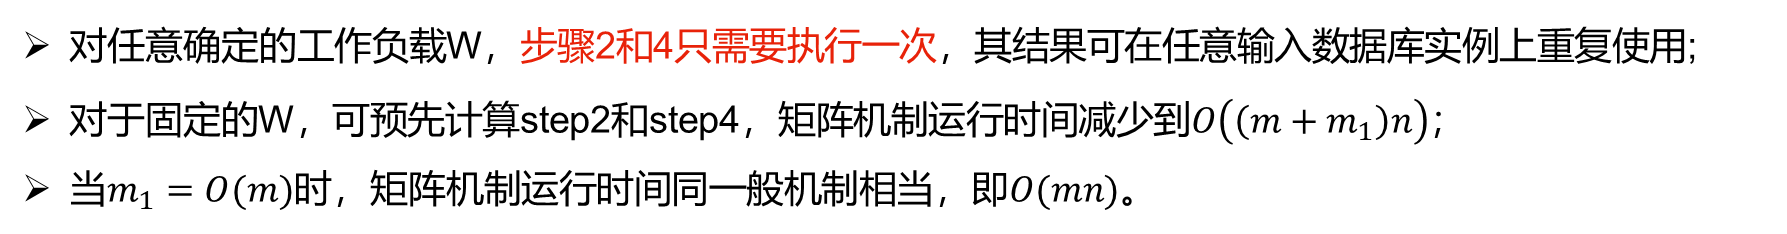 ➢ 对任意确定的工作负载W，步骤2和4只需要执行一次，其结果可在任意输入数据库实例上重复使用;
➢ 对于固定的W，可预先计算step2和step4，矩阵机制运行时间减少到O((m + m₁)n)；
➢ 当m₁ = O(m)时，矩阵机制运行时间同一般机制相当，即O(mn)。